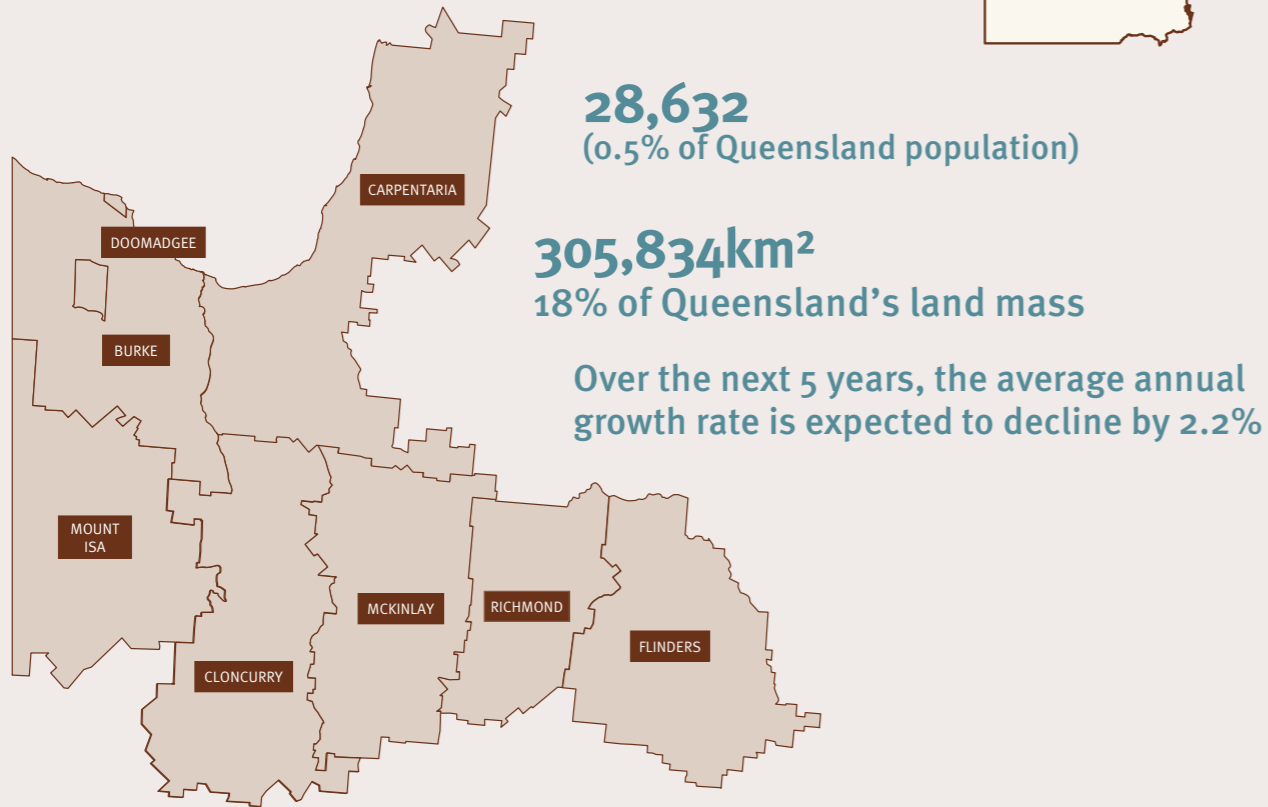 28,632
(0.5% of Queensland population)
CARPENTARIA
DOOMADGEE
305,834km²
18% of Queensland’s land mass
BURKE
Over the next 5 years, the average annual
growth rate is expected to decline by 2.2%
MOUNT
ISA
MCKINLAY
RICHMOND
FLINDERS
CLONCURRY